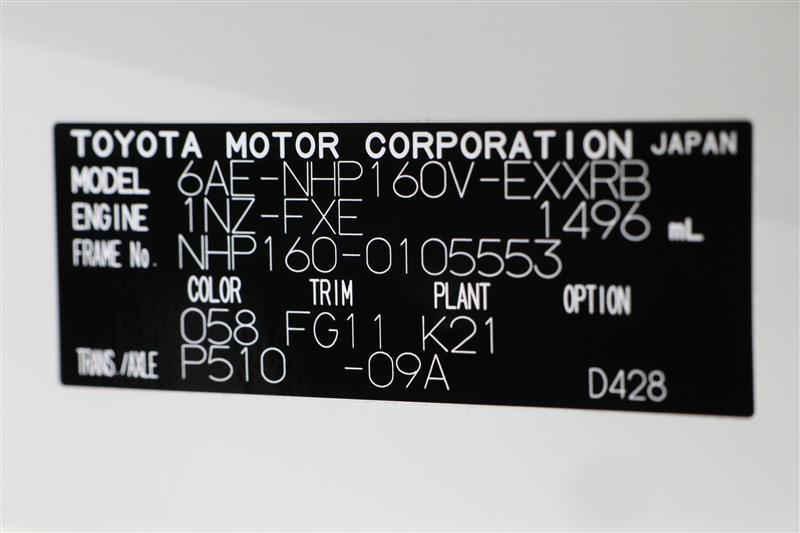 TOYOTA MOTOR CORPORATION JAPAN
MODEL 6AE-NHP160V-EXXRB
ENGINE 1NZ-FXE 1496 mL
FRAME No. NHP160-0105553
COLOR TRIM PLANT OPTION
058 FG11 K21
TRANS./AXLE P510 -09A D428